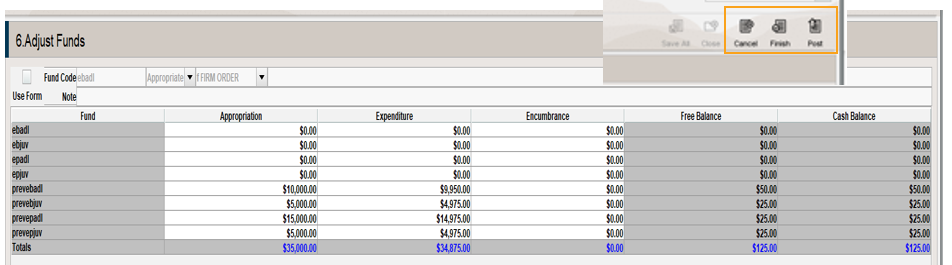 Save All Close Cancel Finish Post
6.Adjust Funds
Fund Code ebadl Appropriate f FIRM ORDER
Use Form Note
Fund Appropriation Expenditure Encumbrance Free Balance Cash Balance
ebadl $0.00 $0.00 $0.00 $0.00 $0.00
ebjuv $0.00 $0.00 $0.00 $0.00 $0.00
epadl $0.00 $0.00 $0.00 $0.00 $0.00
epjuv $0.00 $0.00 $0.00 $0.00 $0.00
prevebadl $10,000.00 $9,950.00 $0.00 $50.00 $50.00
prevebjuv $5,000.00 $4,975.00 $0.00 $25.00 $25.00
prevepadl $15,000.00 $14,975.00 $0.00 $25.00 $25.00
prevepjuv $5,000.00 $4,975.00 $0.00 $25.00 $25.00
Totals $35,000.00 $34,875.00 $0.00 $125.00 $125.00